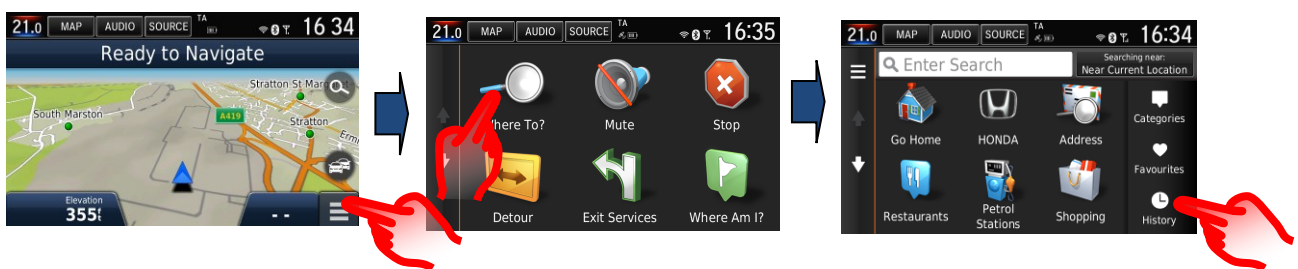 21.0 MAP AUDIO SOURCE TA 16 34
Ready to Navigate
Stratton St Marg
South Marston
A419
Stratton
Elevation
355 ft
- -
21.0 MAP AUDIO SOURCE TA 16:35
here To?
Mute
Stop
Detour
Exit Services
Where Am I?
21.0 MAP AUDIO SOURCE TA 16:34
Enter Search
Searching near:
Near Current Location
Go Home
HONDA
Address
Categories
Favourites
Restaurants
Petrol
Stations
Shopping
History